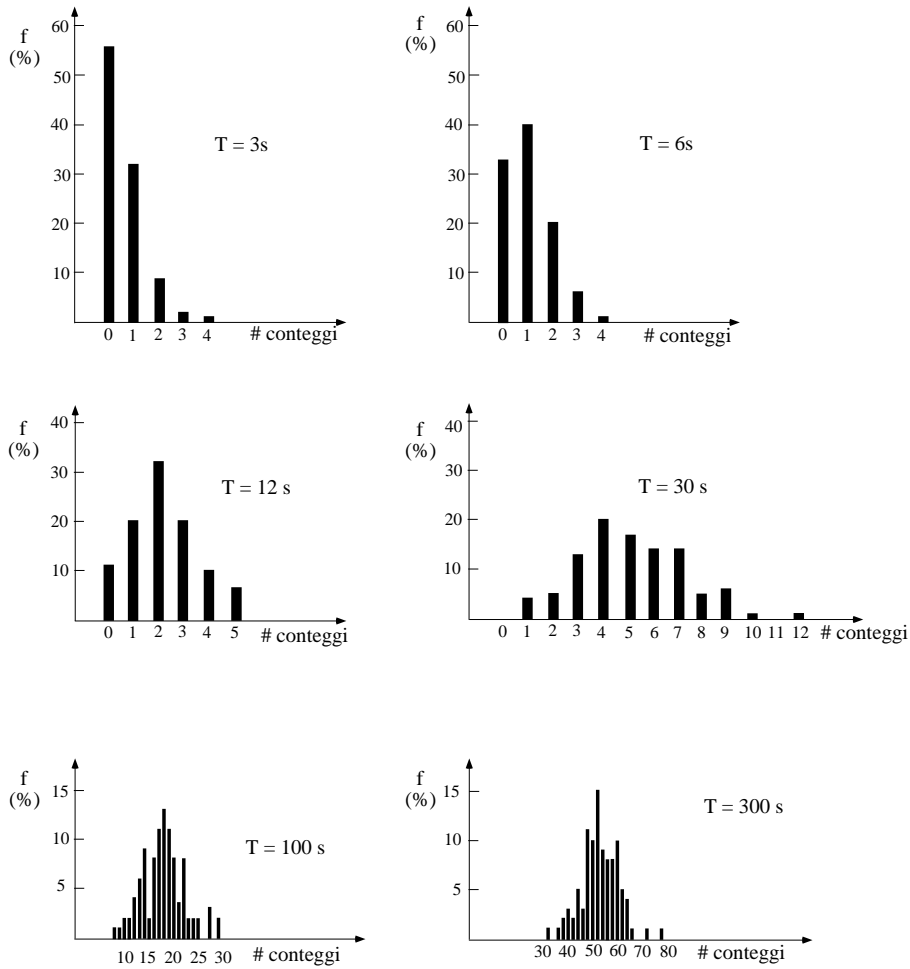 f
(%)
60
50
40
30
20
10
T = 3s
0 1 2 3 4 # conteggi
f
(%)
60
50
40
30
20
10
T = 6s
0 1 2 3 4 # conteggi
f
(%)
40
30
20
10
T = 12 s
0 1 2 3 4 5 # conteggi
f
(%)
40
30
20
10
T = 30 s
0 1 2 3 4 5 6 7 8 9 10 11 12 # conteggi
f
(%)
15
10
5
T = 100 s
10 15 20 25 30 # conteggi
f
(%)
15
10
5
T = 300 s
30 40 50 60 70 80 # conteggi